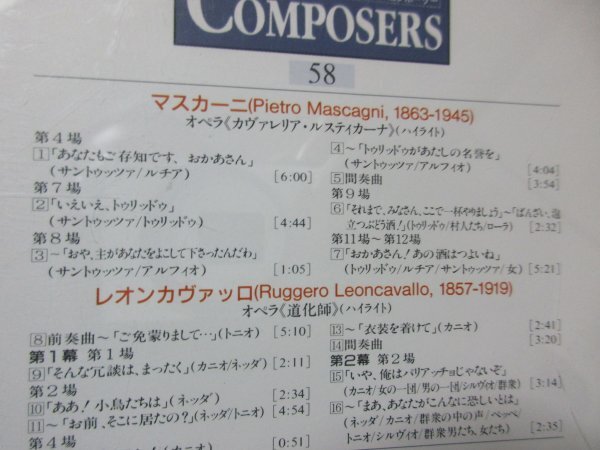 COMPOSERS
58
マスカーニ(Pietro Mascagni, 1863-1945)
オペラ《カヴァレリア・ルスティカーナ》(ハイライト)
第4場
1 「あなたもご存知です、おかあさん」
(サントゥッツァ/ルチア) [6:00]
第7場
2 「いえいえ、トゥリッドゥ」
(サントゥッツァ/トゥリッドゥ) [4:44]
第8場
3 〜「おや、主があなたをよこして下さったんだわ」
(サントゥッツァ/アルフィオ) [1:05]
4 〜「トゥリッドゥがあたしの名誉を」
(サントゥッツァ/アルフィオ) [4:04]
5 間奏曲 [3:54]
第9場
6 「それまで、みなさん、ここで一杯やりましょう」〜「ばんざい、泡
立つぶどう酒!」(トゥリッドゥ/村人たち/ローラ) [2:32]
第11場〜第12場
7 「おかあさん! あの酒はつよいね」
(トゥリッドゥ/ルチア/サントゥッツァ/女) [5:21]
レオンカヴァッロ(Ruggero Leoncavallo, 1857-1919)
オペラ《道化師》(ハイライト)
8 前奏曲〜「ご免蒙りまして…」(トニオ) [5:10]
第1幕 第1場
9 「そんな冗談は、まったく」(カニオ/ネッダ) [2:11]
第2場
10 「ああ! 小鳥たちは」(ネッダ) [2:34]
11 〜「お前、そこに居たの?」(ネッダ/トニオ) [4:54]
第4場
(カニオ) [0:51]
13 〜「衣装を着けて」(カニオ) [2:41]
14 間奏曲 [3:20]
第2幕 第2場
15 「いや、俺はパリアッチョじゃないぞ」
(カニオ/女の一団/男の一団/シルヴィオ/群衆) [3:14]
16 〜「まあ、あなたがこんなに恐しいとは」
(ネッダ/カニオ/群衆の中の声/ペッペ/
トニオ/シルヴィオ/群衆男たち、女たち) [2:35]